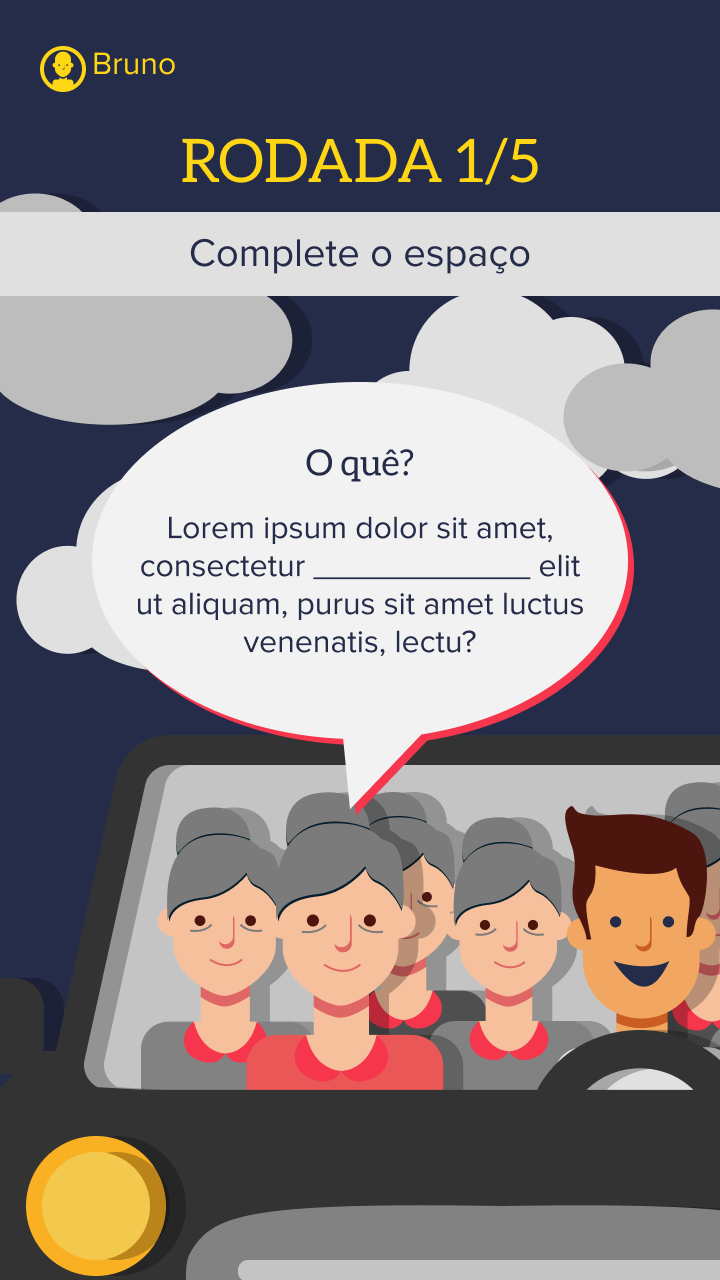 Bruno
RODADA 1/5
Complete o espaço
O quê?
Lorem ipsum dolor sit amet,
consectetur _____________ elit
ut aliquam, purus sit amet luctus
venenatis, lectu?